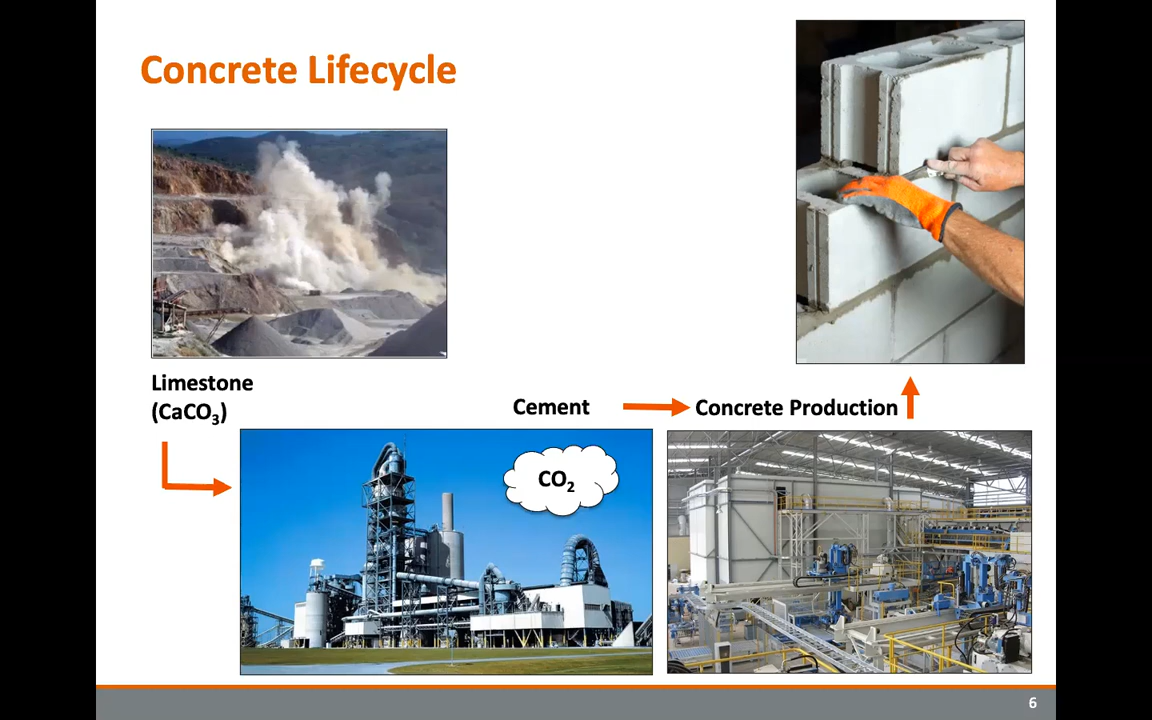 Concrete Lifecycle
Limestone
(CaCO₃)
Cement
Concrete Production
CO₂
6